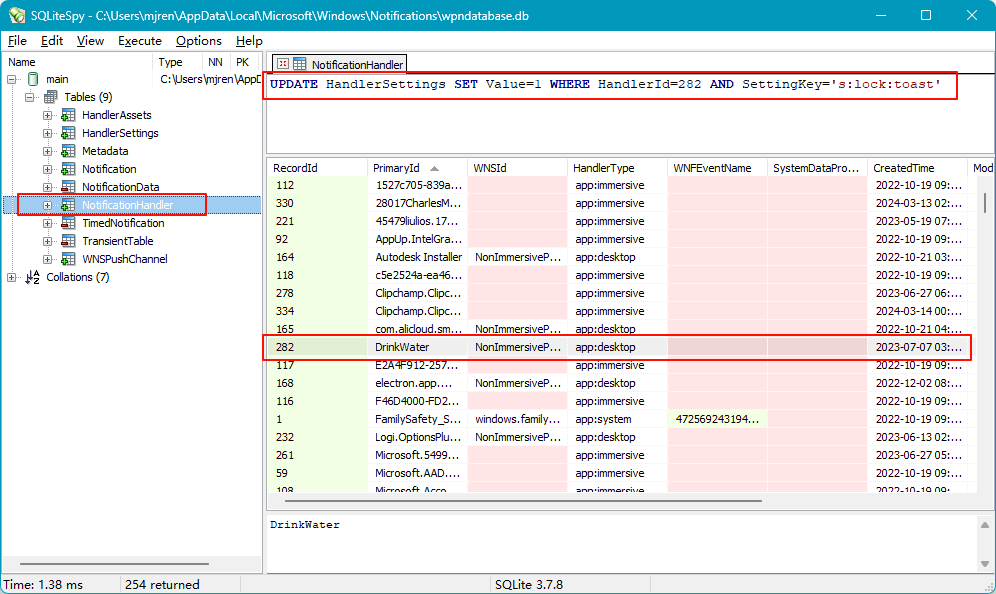 SQLiteSpy - C:\Users\mjren\AppData\Local\Microsoft\Windows\Notifications\wpndatabase.db
File Edit View Execute Options Help
Name Type NN PK
main C:\Users\mjren\AppD
Tables (9)
HandlerAssets
HandlerSettings
Metadata
Notification
NotificationData
NotificationHandler
TimedNotification
TransientTable
WNSPushChannel
Collations (7)
NotificationHandler
UPDATE HandlerSettings SET Value=1 WHERE HandlerId=282 AND SettingKey='s:lock:toast'
RecordId PrimaryId WNSId HandlerType WNFEventName SystemDataPro... CreatedTime Mod
112 1527c705-839a... app:immersive 2022-10-19 09:...
330 28017CharlesM... app:immersive 2024-03-13 02:...
221 45479liulios.17... app:immersive 2023-05-19 07:...
92 AppUp.IntelGra... app:immersive 2022-10-19 09:...
164 Autodesk Installer NonImmersiveP... app:desktop 2022-10-21 03:...
118 c5e2524a-ea46... app:immersive 2022-10-19 09:...
278 Clipchamp.Clipc... app:immersive 2023-06-27 06:...
334 Clipchamp.Clipc... app:immersive 2024-03-14 00:...
165 com.alicloud.sm... NonImmersiveP... app:desktop 2022-10-21 04:...
282 DrinkWater NonImmersiveP... app:desktop 2023-07-07 03:...
117 E2A4F912-257... app:immersive 2022-10-19 09:...
168 electron.app.... NonImmersiveP... app:desktop 2022-12-02 08:...
116 F46D4000-FD2... app:immersive 2022-10-19 09:...
1 FamilySafety_S... windows.family... app:system 472569243194... 2022-10-19 09:...
232 Logi.OptionsPlu... NonImmersiveP... app:desktop 2023-06-13 02:...
261 Microsoft.5499... app:immersive 2023-06-27 05:...
59 Microsoft.AAD.... app:immersive 2022-10-19 09:...
108 Microsoft.Acco... app:immersive 2022-10-19 09:...
DrinkWater
Time: 1.38 ms 254 returned SQLite 3.7.8